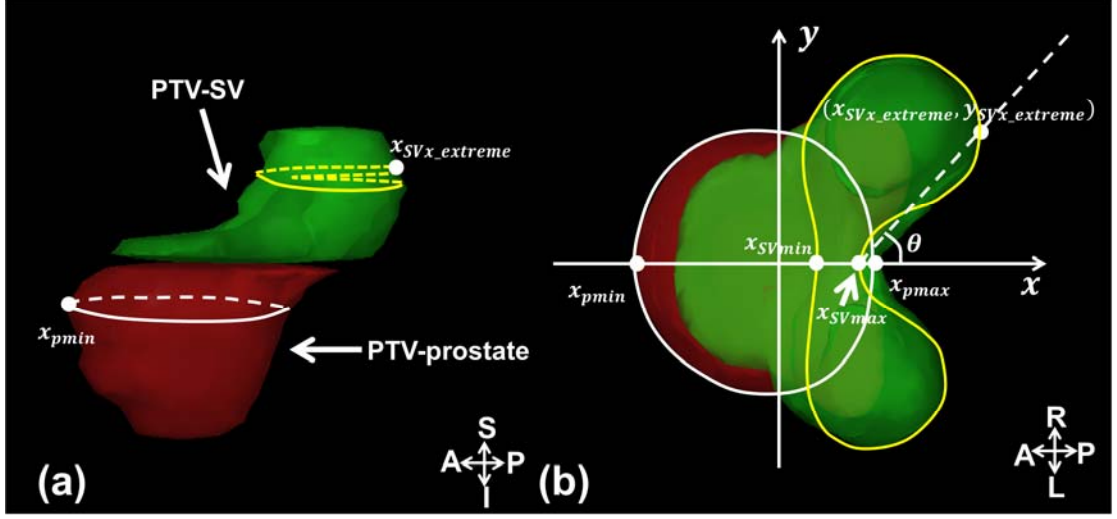 PTV-SV
x_{SVx_extreme}
x_{pmin}
PTV-prostate
S
A P
I
(a)
y
(x_{SVx_extreme}, y_{SVx_extreme})
x_{SVmin}
θ
x_{pmin}
x_{pmax}
x
x_{SVmax}
R
A P
L
(b)